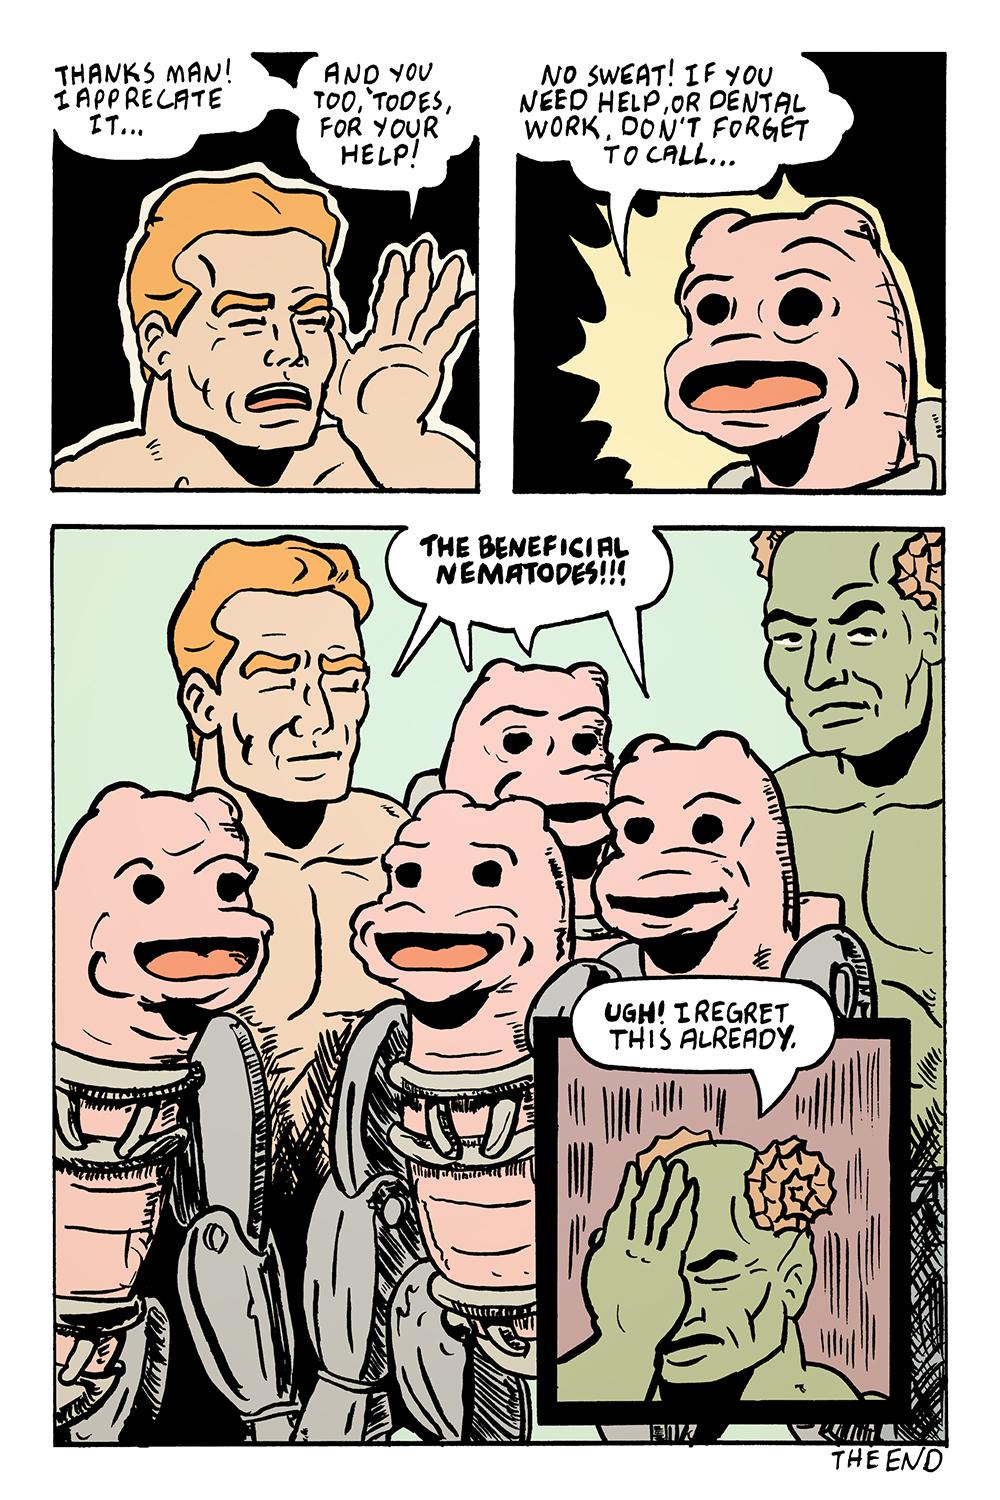 THANKS MAN!
I APPRECATE
IT...
AND YOU
TOO, 'TODES,
FOR YOUR
HELP!
NO SWEAT! IF YOU
NEED HELP, OR DENTAL
WORK, DON'T FORGET
TO CALL...
THE BENEFICIAL
NEMATODES!!!
UGH! I REGRET
THIS ALREADY.
THE END